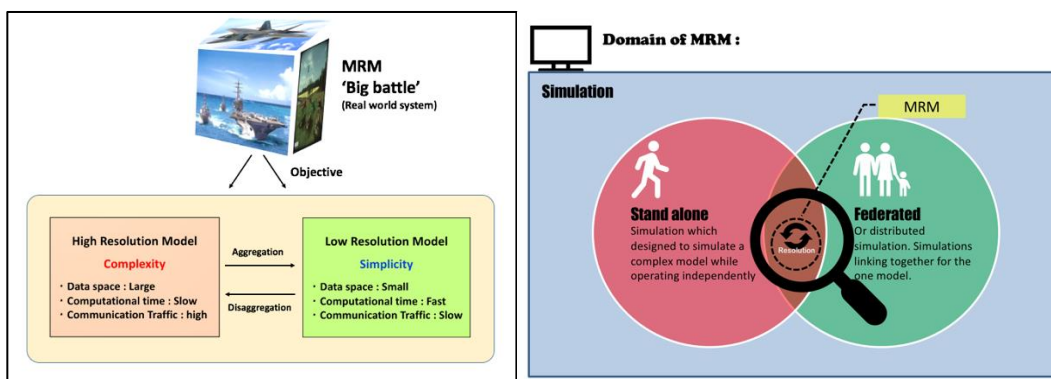 MRM
'Big battle'
(Real world system)
Objective
High Resolution Model
Complexity
· Data space : Large
· Computational time : Slow
· Communication Traffic : high
Aggregation
Disaggregation
Low Resolution Model
Simplicity
· Data space : Small
· Computational time : Fast
· Communication Traffic : Slow
Domain of MRM :
Simulation
MRM
Stand alone
Simulation which
designed to simulate a
complex model while
operating independently
Resolution
Federated
Or distributed
simulation. Simulations
linking together for the
one model.